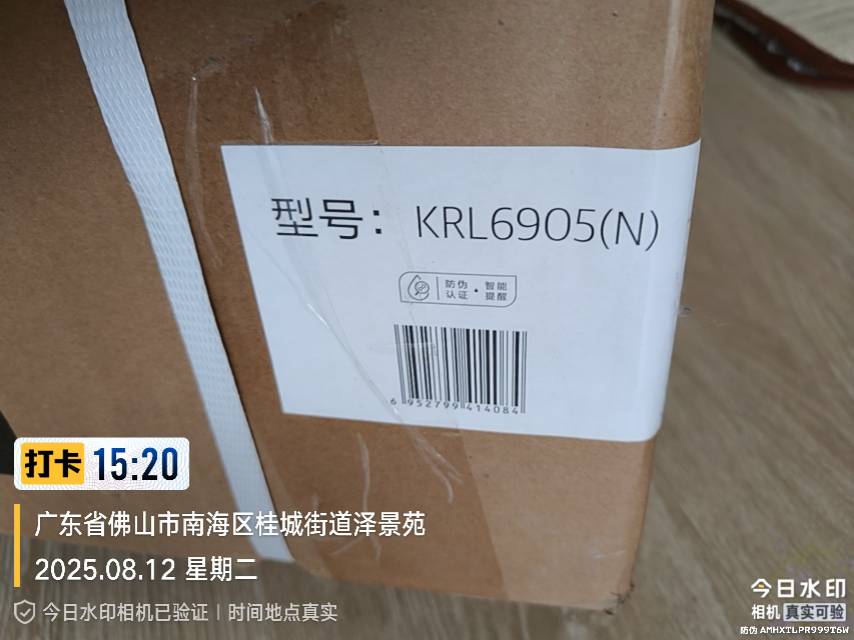 型号：KRL6905(N)
防伪认证 · 智能提醒
6 952799 414084
打卡 15:20
广东省佛山市南海区桂城街道泽景苑
2025.08.12 星期二
今日水印相机已验证 | 时间地点真实
今日水印
相机 真实可验
防伪 AMHXTLPR999T6W